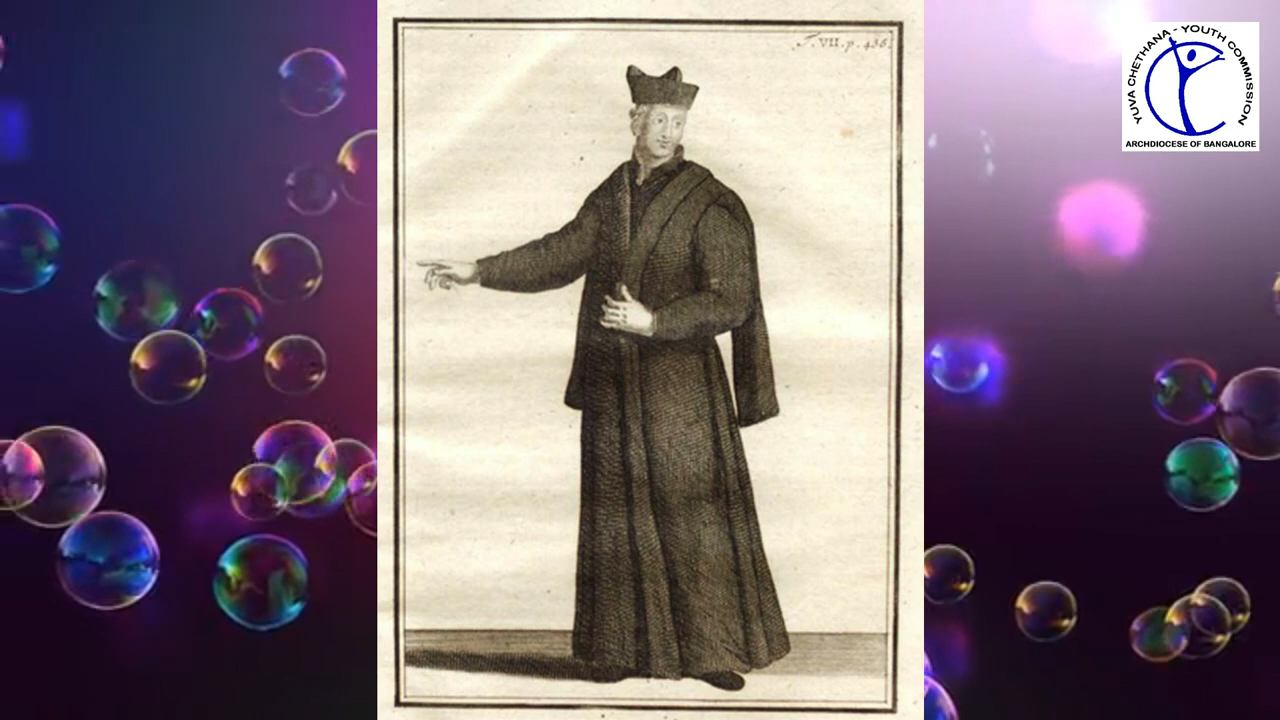 T. VII. p. 436.
YUVA CHETHANA - YOUTH COMMISSION
ARCHDIOCESE OF BANGALORE